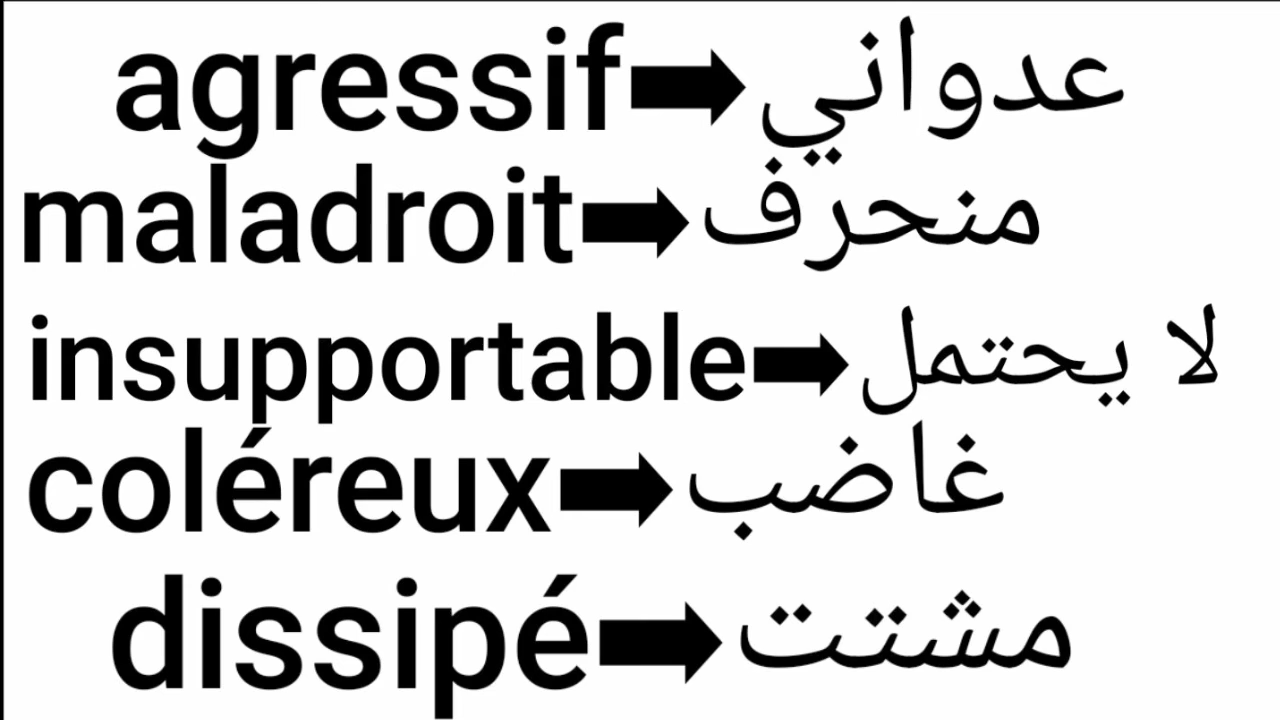 agressif➡عدواني
maladroit➡منحرف
insupportable➡لا يحتمل
coléreux➡غاضب
dissipé➡مشتت